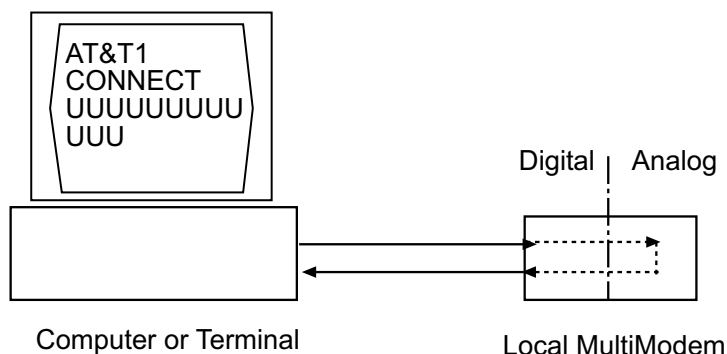 AT&T1
CONNECT
UUUUUUUUU
UUU
Digital
Analog
Computer or Terminal
Local MultiModem